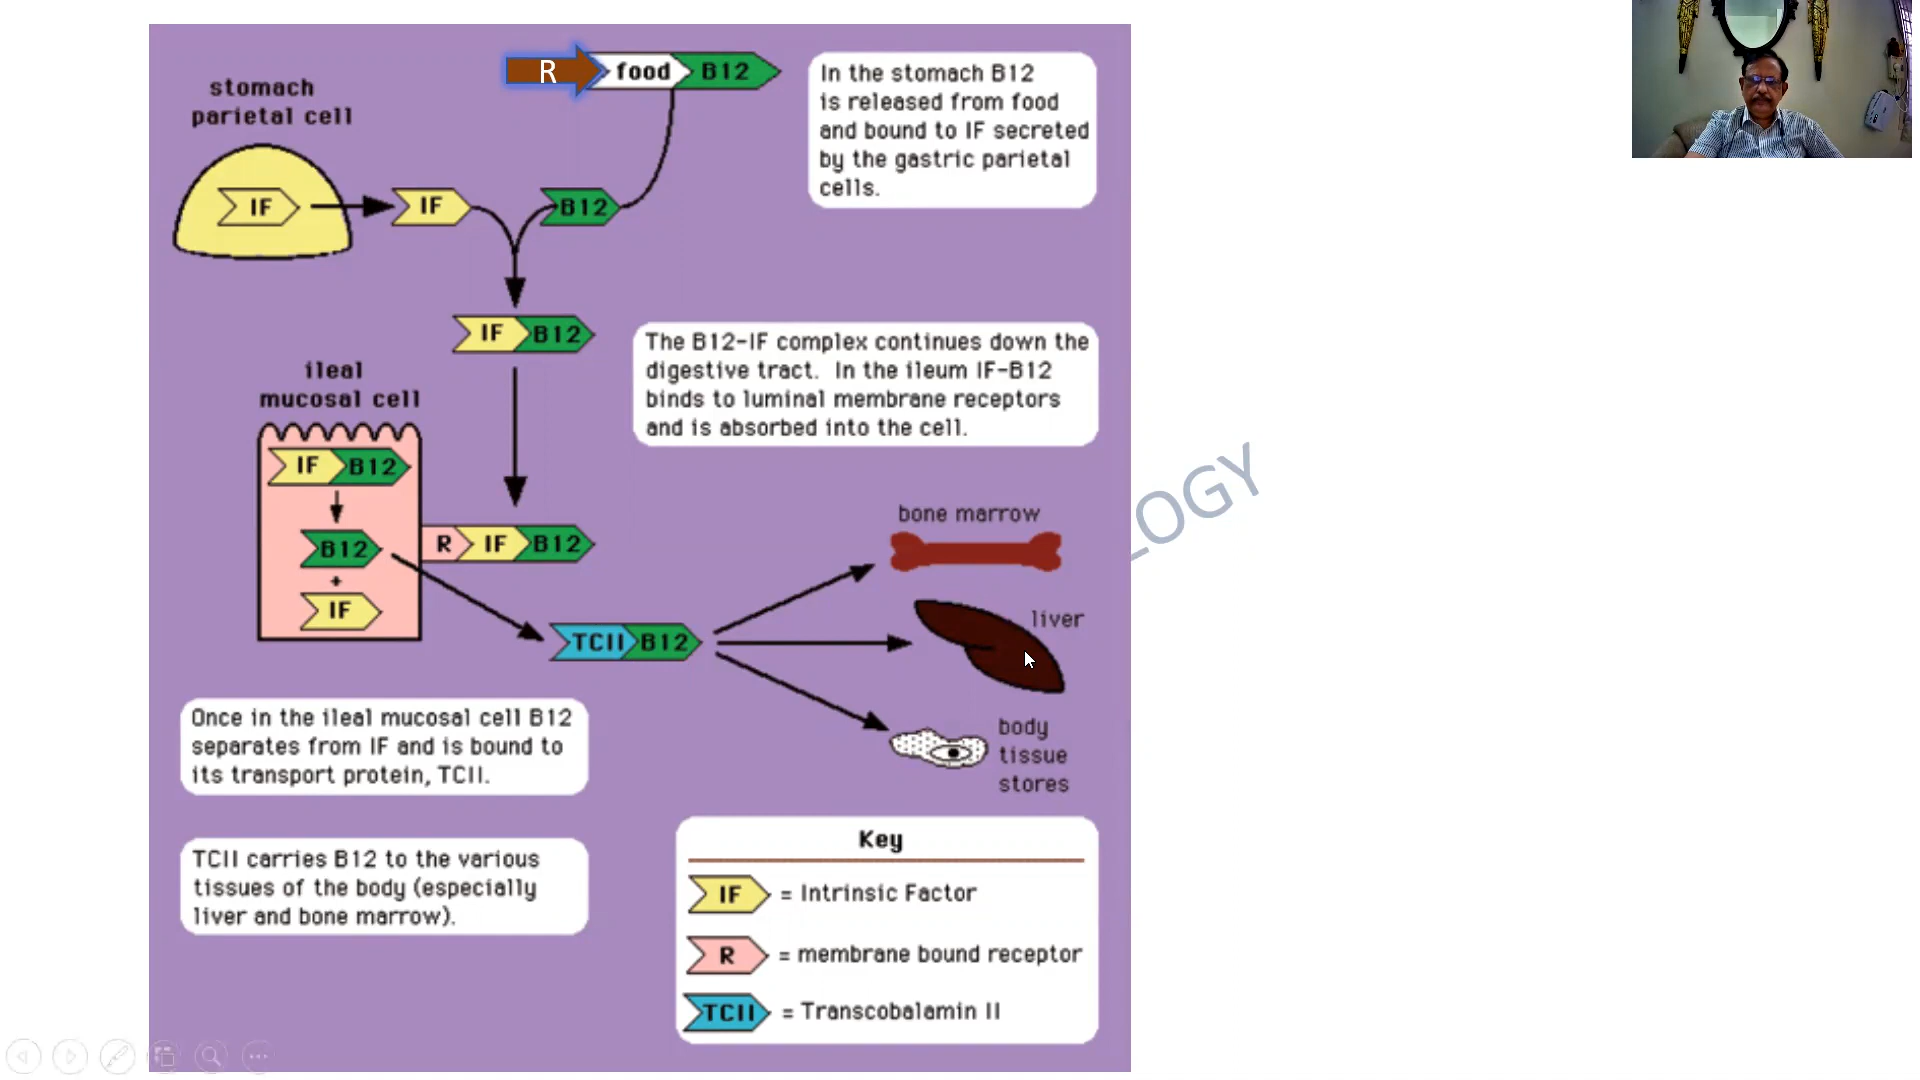 R food B12
In the stomach B12
is released from food
and bound to IF secreted
by the gastric parietal
cells.
stomach
parietal cell
IF
IF
B12
IF B12
The B12-IF complex continues down the
digestive tract. In the ileum IF-B12
binds to luminal membrane receptors
and is absorbed into the cell.
ileal
mucosal cell
IF B12
B12
+
IF
R IF B12
TCII B12
bone marrow
liver
body
tissue
stores
LOGY
Once in the ileal mucosal cell B12
separates from IF and is bound to
its transport protein, TCII.
TCII carries B12 to the various
tissues of the body (especially
liver and bone marrow).
Key
IF = Intrinsic Factor
R = membrane bound receptor
TCII = Transcobalamin II